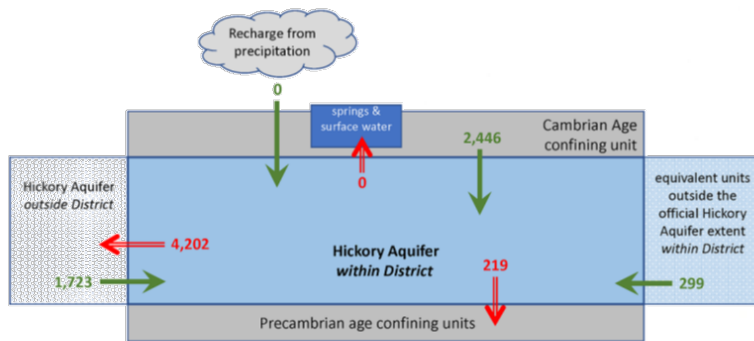 Recharge from
precipitation
0
springs &
surface water
2,446
Cambrian Age
confining unit
0
Hickory Aquifer
outside District
equivalent units
outside the
official Hickory
Aquifer extent
within District
4,202
Hickory Aquifer
within District
219
1,723
299
Precambrian age confining units